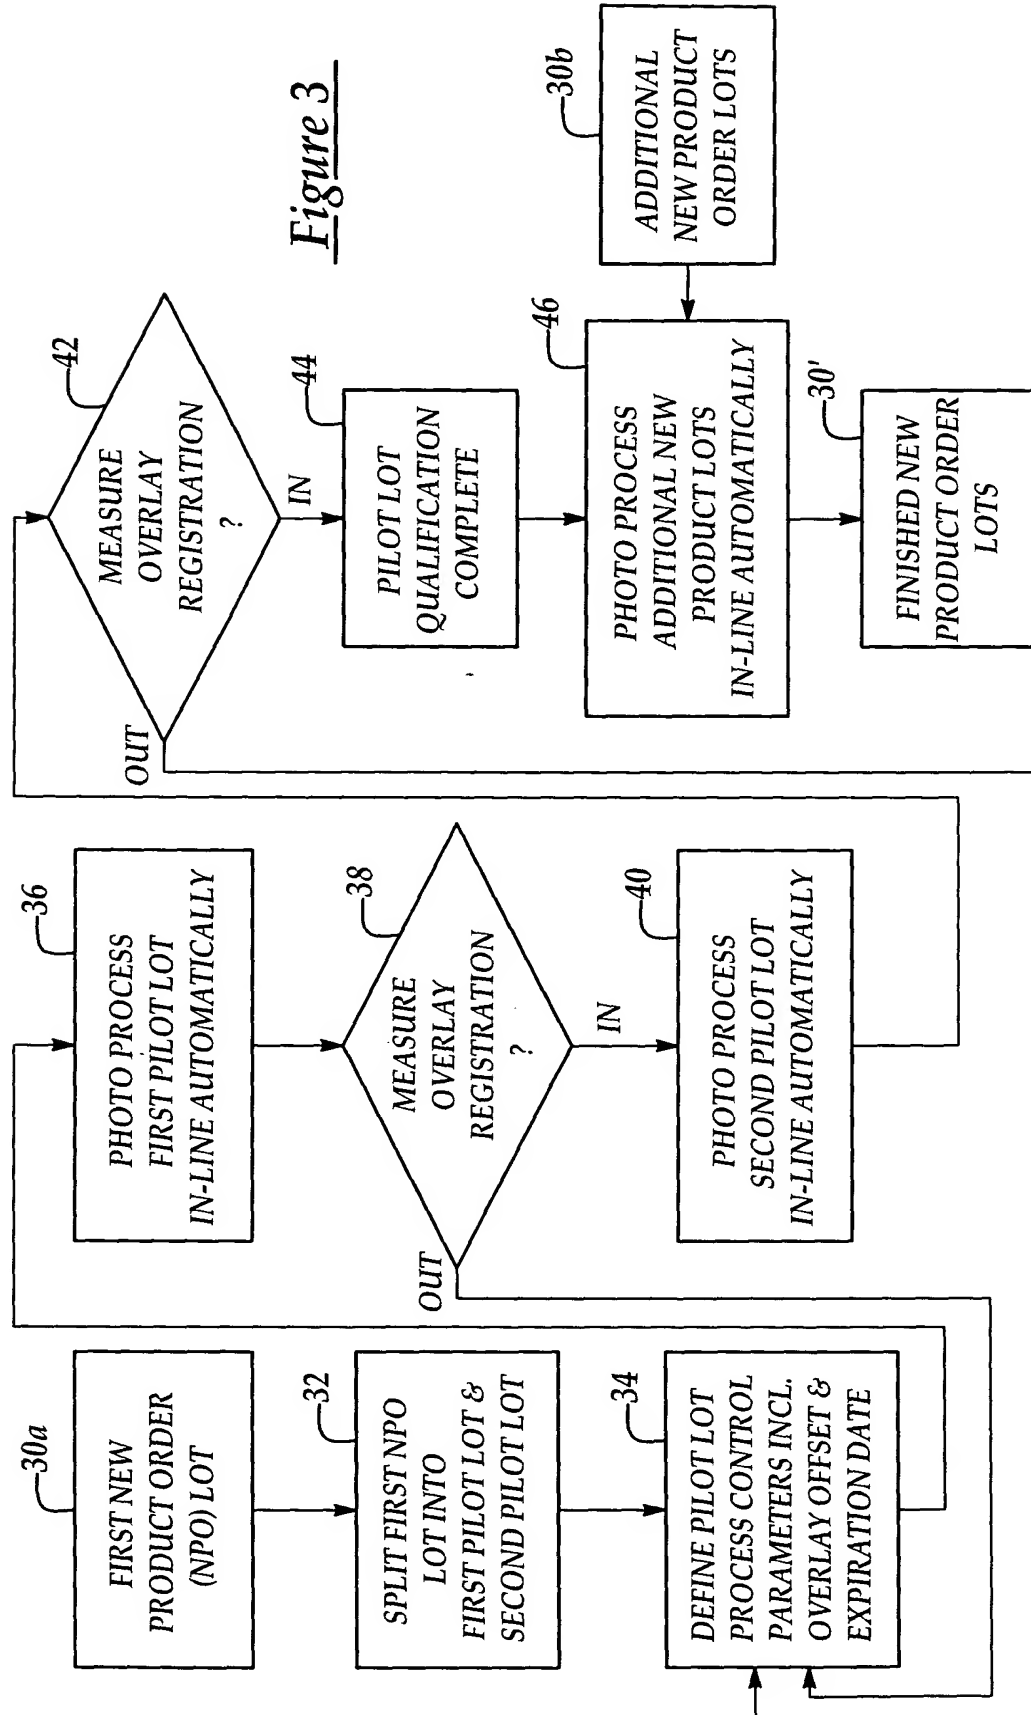 Figure 3
30a
FIRST NEW
PRODUCT ORDER
(NPO) LOT
32
SPLIT FIRST NPO
LOT INTO
FIRST PILOT LOT &
SECOND PILOT LOT
34
DEFINE PILOT LOT
PROCESS CONTROL
PARAMETERS INCL.
OVERLAY OFFSET &
EXPIRATION DATE
36
PHOTO PROCESS
FIRST PILOT LOT
IN-LINE AUTOMATICALLY
38
MEASURE
OVERLAY
REGISTRATION
?
OUT
IN
40
PHOTO PROCESS
SECOND PILOT LOT
IN-LINE AUTOMATICALLY
42
MEASURE
OVERLAY
REGISTRATION
?
OUT
IN
44
PILOT LOT
QUALIFICATION
COMPLETE
46
PHOTO PROCESS
ADDITIONAL NEW
PRODUCT LOTS
IN-LINE AUTOMATICALLY
30b
ADDITIONAL
NEW PRODUCT
ORDER LOTS
30'
FINISHED NEW
PRODUCT ORDER
LOTS